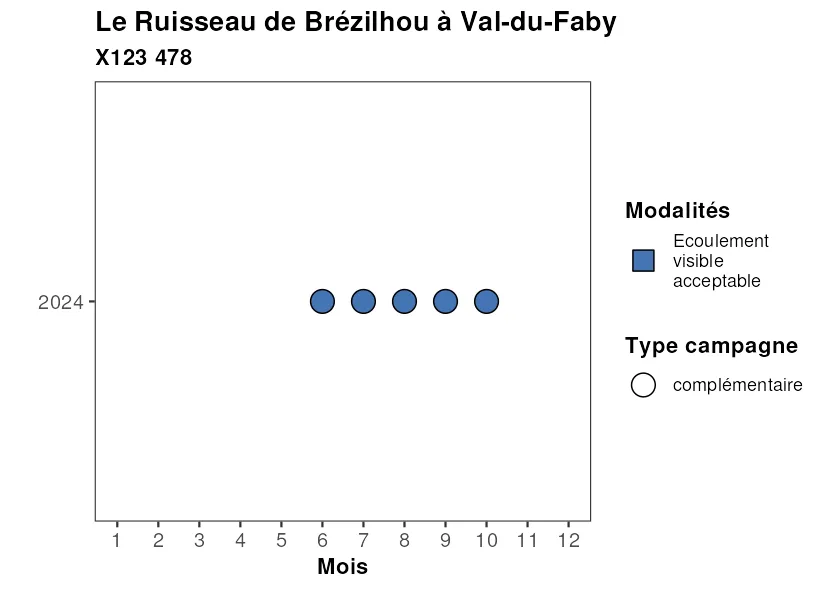 Le Ruisseau de Brézilhou à Val-du-Faby
X123 478
Modalités
Ecoulement
visible
acceptable
2024
Type campagne
complémentaire
1 2 3 4 5 6 7 8 9 10 11 12
Mois